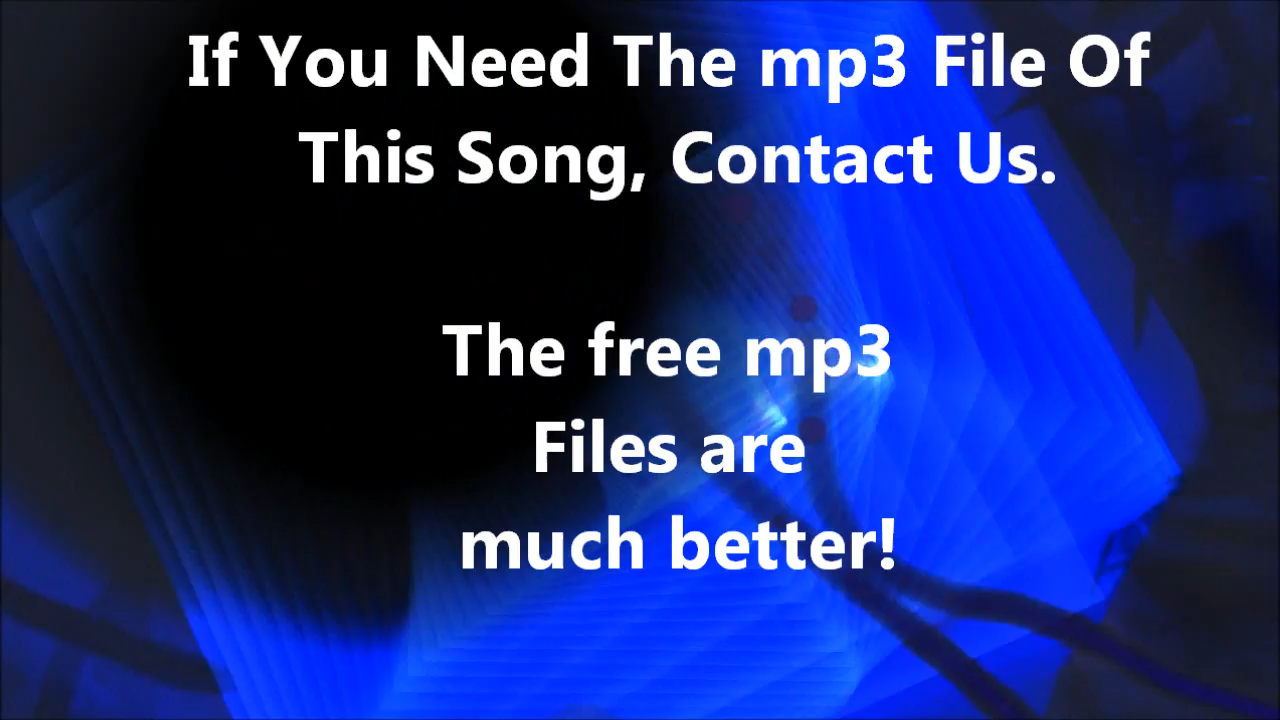 If You Need The mp3 File Of
This Song, Contact Us.
The free mp3
Files are
much better!